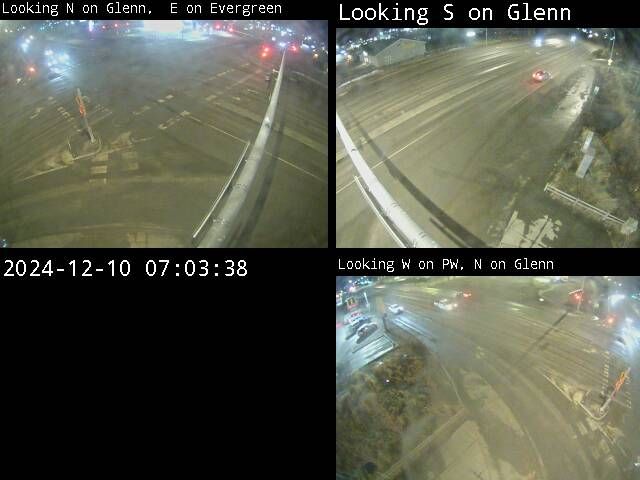 Looking N on Glenn,  E on Evergreen
Looking S on Glenn
2024-12-10 07:03:38
Looking W on PW, N on Glenn